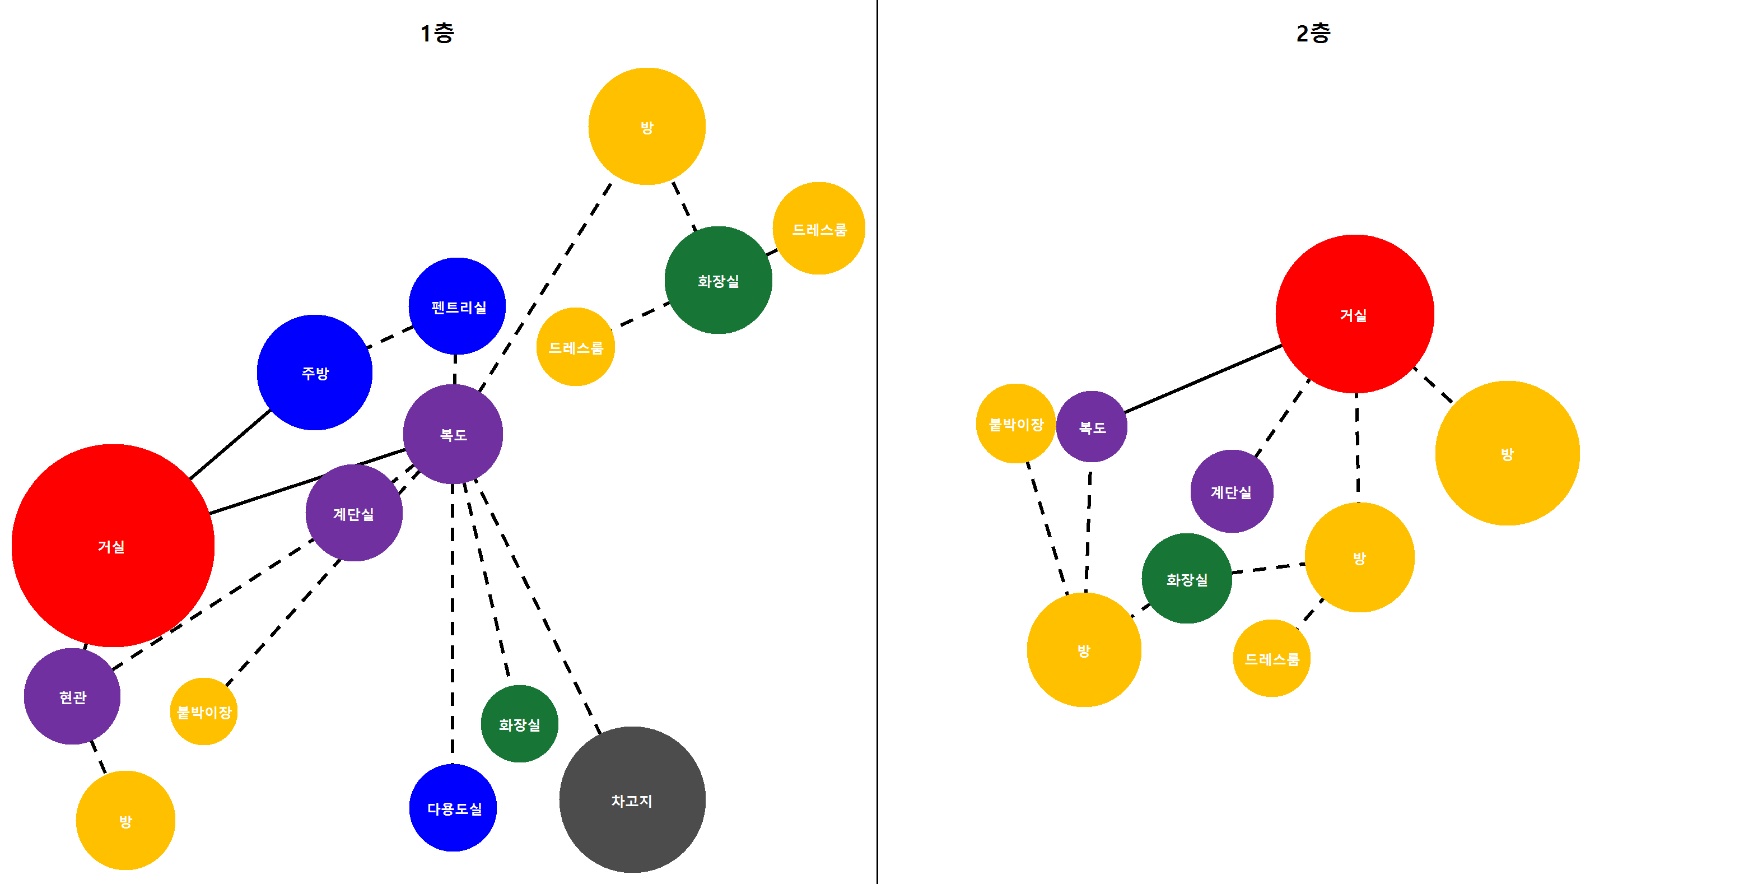 1층
방
드레스룸
화장실
펜트리실
드레스룸
주방
복도
계단실
거실
현관
붙박이장
화장실
방
다용도실
차고지
2층
거실
붙박이장
복도
방
계단실
방
화장실
방
드레스룸